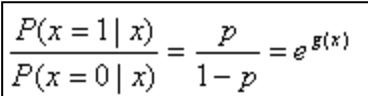 P(x = 1 | x) / P(x = 0 | x) = p / 1 − p = e^{g(x)}